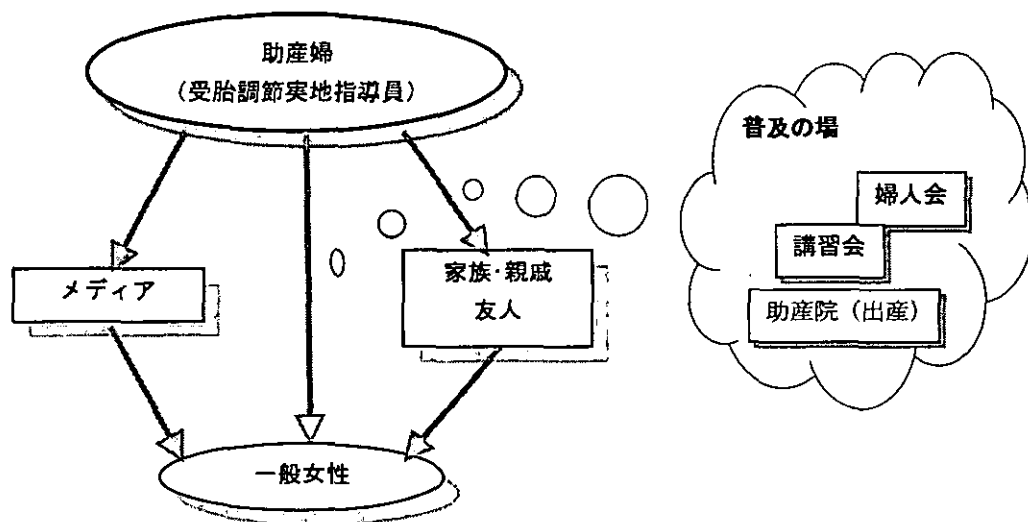 助産婦
（受胎調節実地指導員）
普及の場
婦人会
講習会
助産院（出産）
メディア
家族・親戚
友人
一般女性